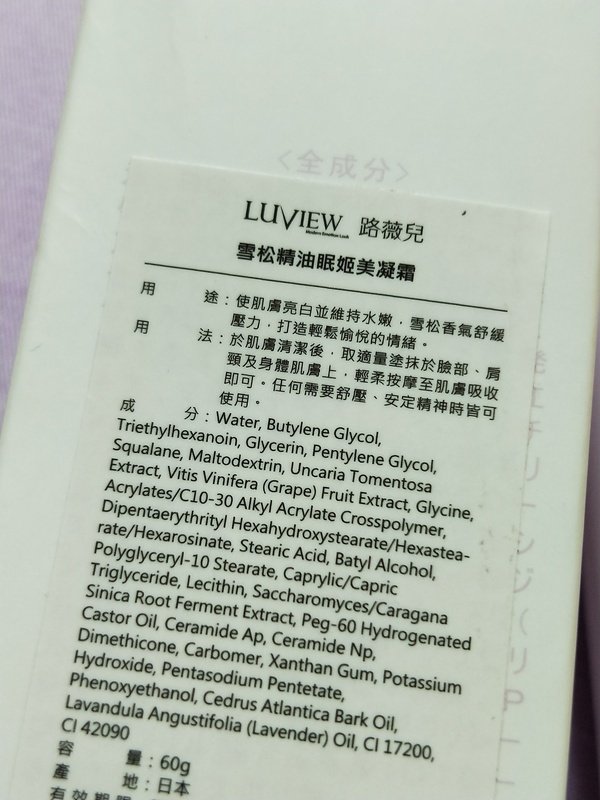 <全成分>
LUVIEW 路薇兒
雪松精油眠姬美凝霜
用 途：使肌膚亮白並維持水嫩，雪松香氣舒緩
壓力，打造輕鬆愉悅的情緒。
用 法：於肌膚清潔後，取適量塗抹於臉部、肩
頸及身體肌膚上，輕柔按摩至肌膚吸收
即可。任何需要舒壓、安定精神時皆可
使用。
成 分：Water, Butylene Glycol,
Triethylhexanoin, Glycerin, Pentylene Glycol,
Squalane, Maltodextrin, Uncaria Tomentosa
Extract, Vitis Vinifera (Grape) Fruit Extract, Glycine,
Acrylates/C10-30 Alkyl Acrylate Crosspolymer,
Dipentaerythrityl Hexahydroxystearate/Hexastea-
rate/Hexarosinate, Stearic Acid, Batyl Alcohol,
Polyglyceryl-10 Stearate, Caprylic/Capric
Triglyceride, Lecithin, Saccharomyces/Caragana
Sinica Root Ferment Extract, Peg-60 Hydrogenated
Castor Oil, Ceramide Ap, Ceramide Np,
Dimethicone, Carbomer, Xanthan Gum, Potassium
Hydroxide, Pentasodium Pentetate,
Phenoxyethanol, Cedrus Atlantica Bark Oil,
Lavandula Angustifolia (Lavender) Oil, CI 17200,
CI 42090
容 量：60g
產 地：日本
有效期限